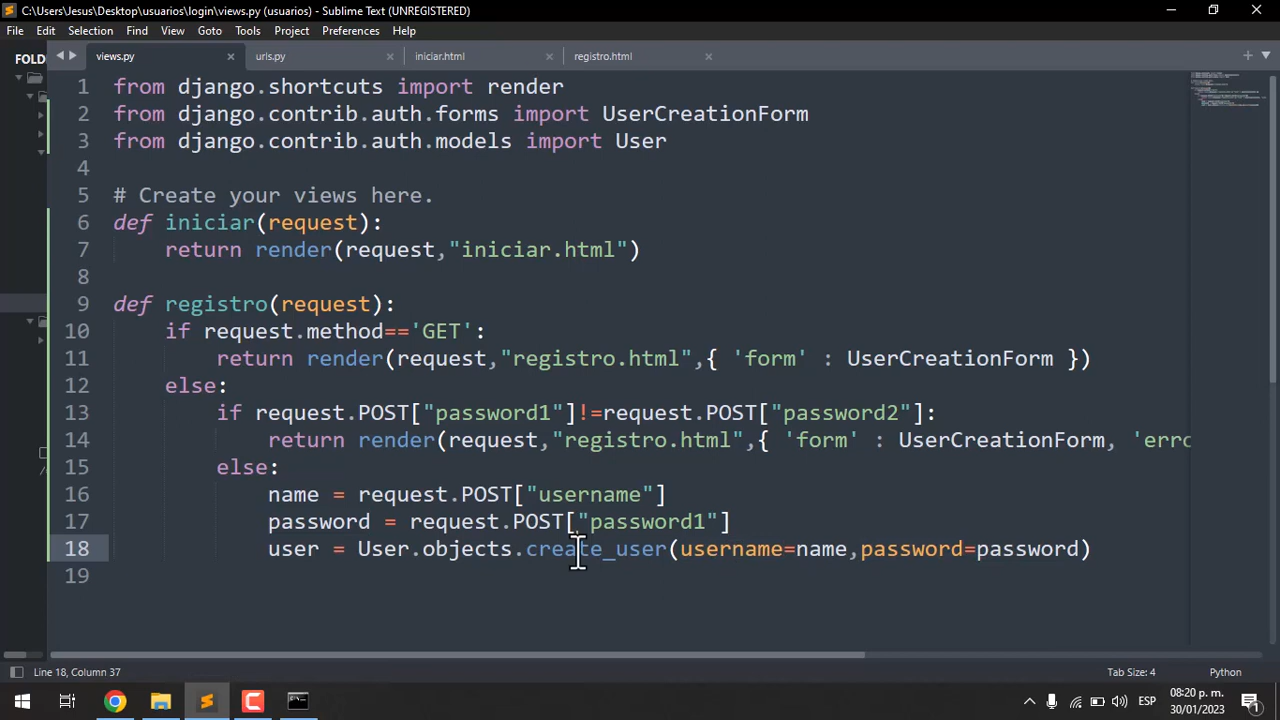 C:\Users\Jesus\Desktop\usuarios\login\views.py (usuarios) - Sublime Text (UNREGISTERED)
File Edit Selection Find View Goto Tools Project Preferences Help
FOLD
views.py urls.py iniciar.html registro.html
1 from django.shortcuts import render
2 from django.contrib.auth.forms import UserCreationForm
3 from django.contrib.auth.models import User
4
5 # Create your views here.
6 def iniciar(request):
7 return render(request,"iniciar.html")
8
9 def registro(request):
10 if request.method=='GET':
11 return render(request,"registro.html",{ 'form' : UserCreationForm })
12 else:
13 if request.POST["password1"]!=request.POST["password2"]:
14 return render(request,"registro.html",{ 'form' : UserCreationForm, 'erro
15 else:
16 name = request.POST["username"]
17 password = request.POST["password1"]
18 user = User.objects.create_user(username=name,password=password)
19
Line 18, Column 37 Tab Size: 4 Python
ESP 08:20 p. m.
30/01/2023 1